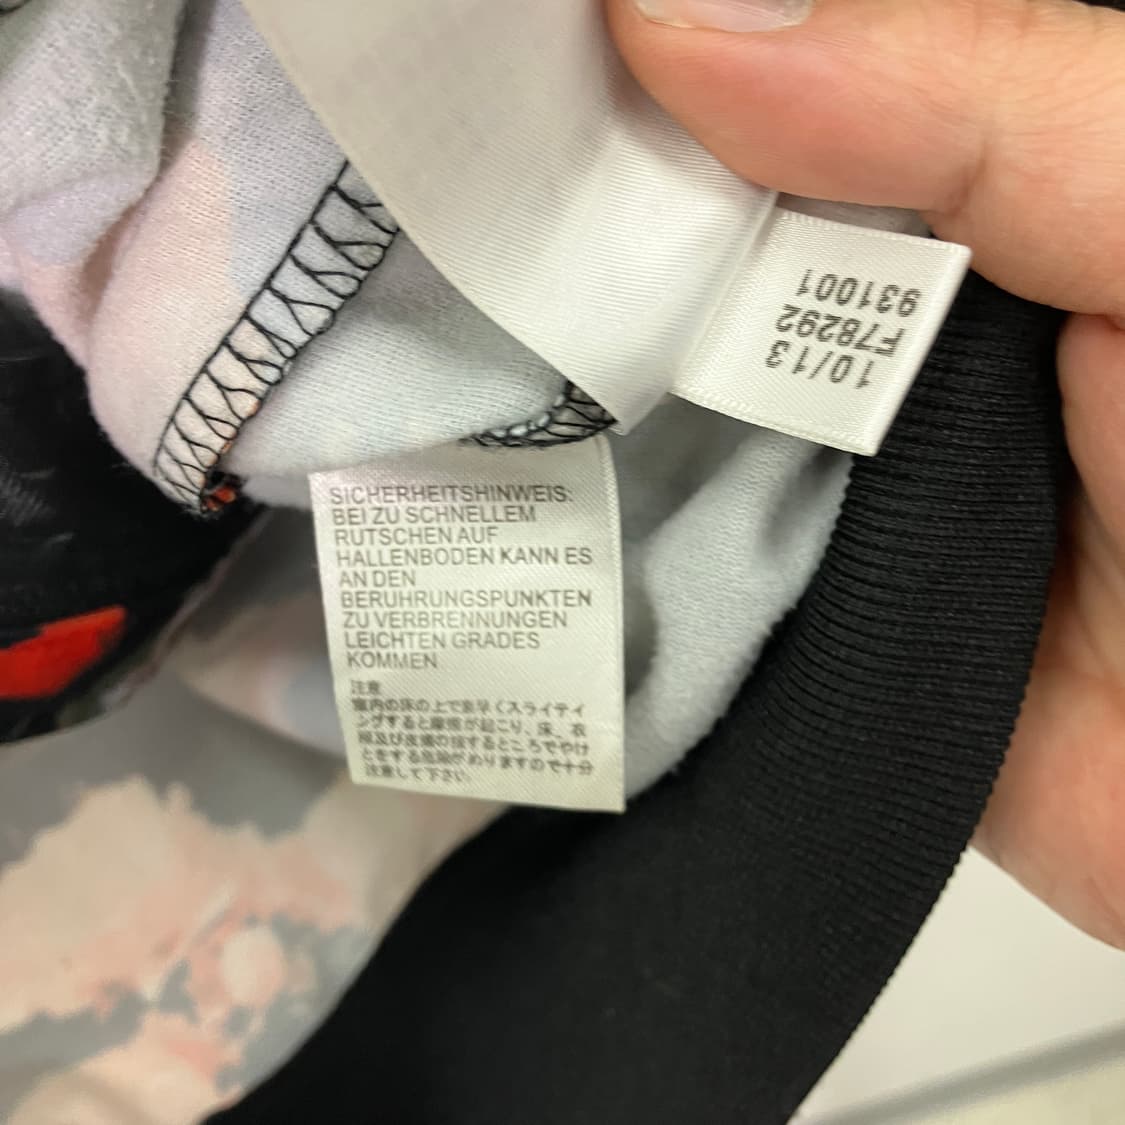 931001
F78292
10/13
SICHERHEITSHINWEIS:
BEI ZU SCHNELLEM
RUTSCHEN AUF
HALLENBODEN KANN ES
AN DEN
BERUHRUNGSPUNKTEN
ZU VERBRENNUNGEN
LEICHTEN GRADES
KOMMEN
注意
室内の床の上で素早くスライディ
ングすると摩擦が起こり、床、衣
服及び皮膚の接するところでやけ
どをする危険がありますので十分
注意して下さい。